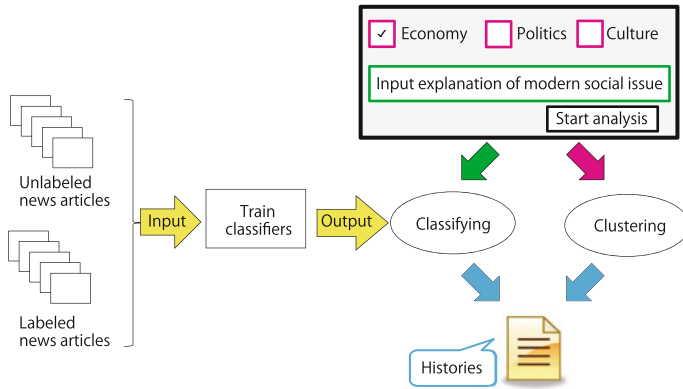 ✓ Economy Politics Culture
Input explanation of modern social issue
Start analysis
Unlabeled
news articles
Input
Train
classifiers
Output
Classifying
Clustering
Labeled
news articles
Histories